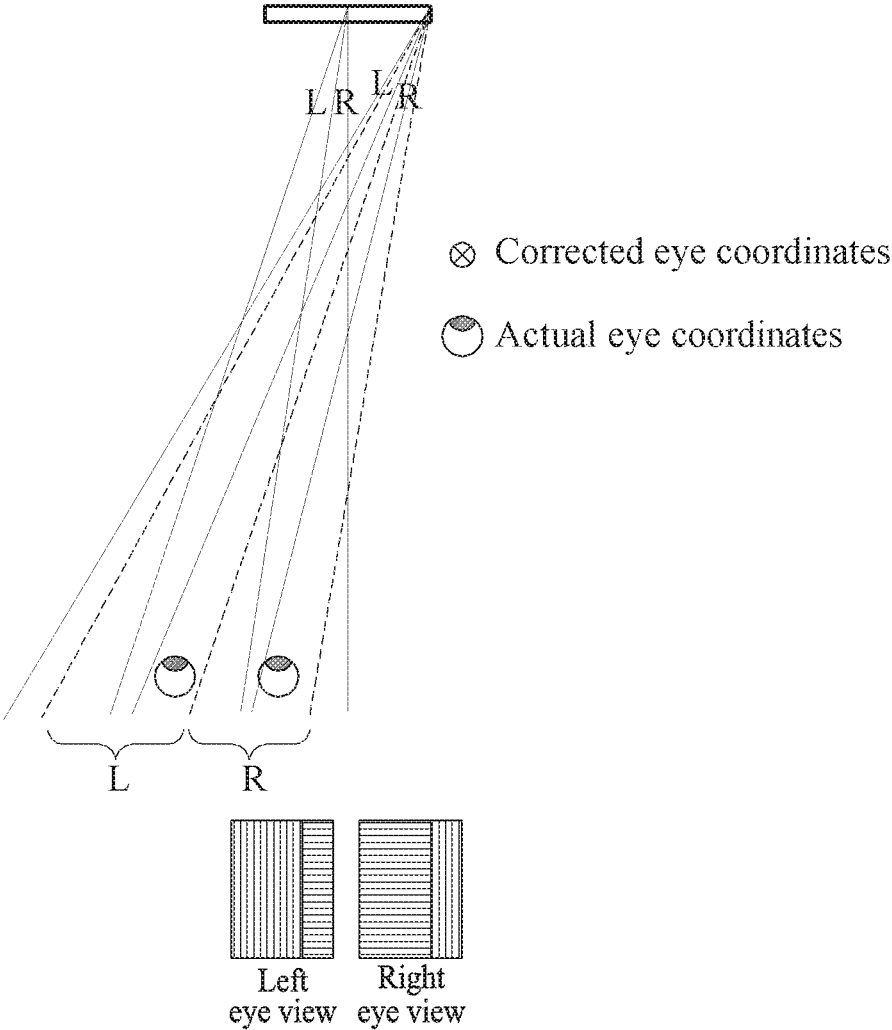 L R L R
Corrected eye coordinates
Actual eye coordinates
L R
Left
eye view
Right
eye view